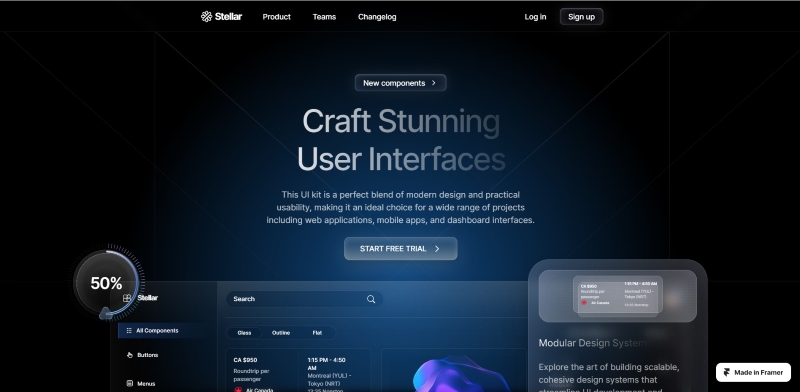 Stellar
Product
Teams
Changelog
Log in
Sign up
New components
Craft Stunning
User Interfaces
This UI kit is a perfect blend of modern design and practical
usability, making it an ideal choice for a wide range of projects
including web applications, mobile apps, and dashboard interfaces.
START FREE TRIAL
50%
Stellar
All Components
Buttons
Menus
Search
Glass
Outline
Flat
CA $950
Roundtrip per
passenger
Air Canada
1:15 PM - 4:50
AM
Montreal (YUL) -
Tokyo (NRT)
CA $950
Roundtrip per
passenger
Air Canada
1:15 PM - 4:50 AM
Montreal (YUL) -
Tokyo (NRT)
Modular Design System
Explore the art of building scalable,
cohesive design systems that
Made in Framer